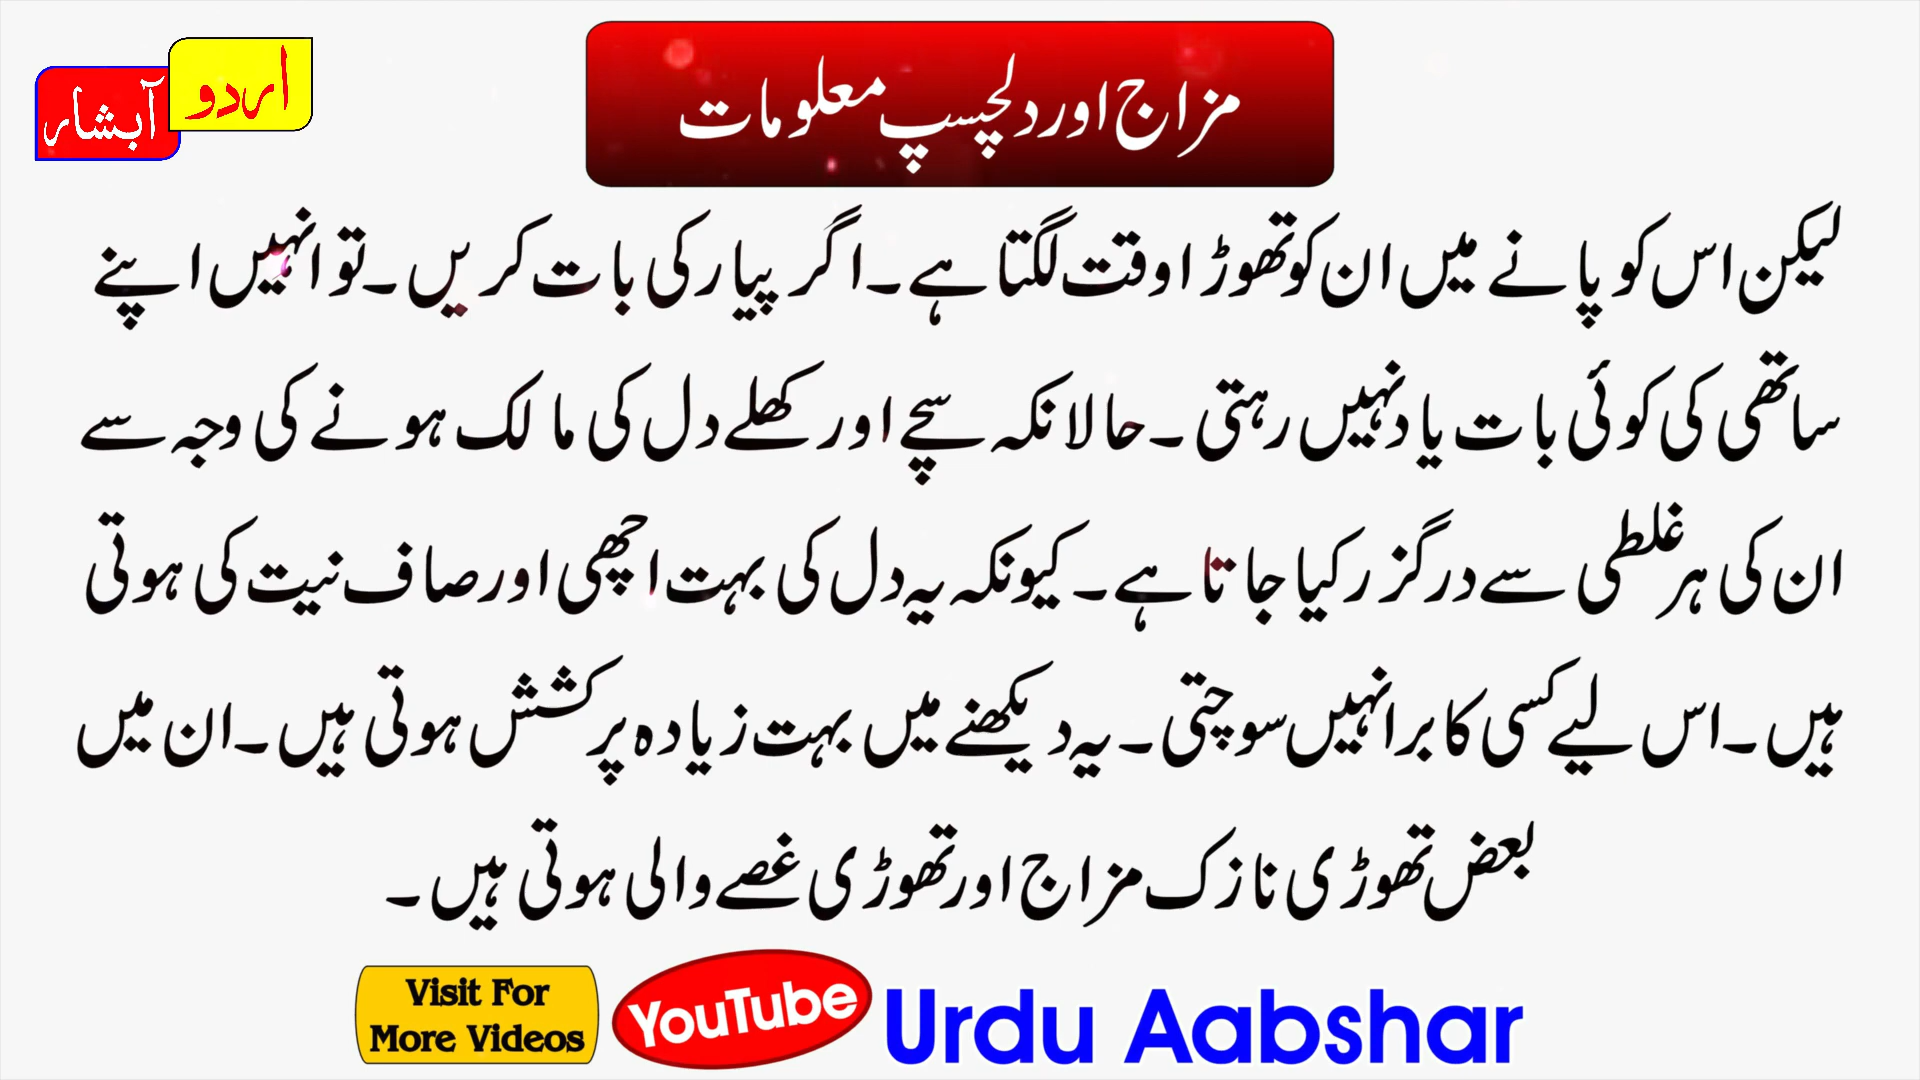 اردو
آبشار
مزاج اور دلچسپ معلومات
لیکن اس کو پانے میں ان کو تھوڑا وقت لگتا ہے۔ اگر پیار کی بات کریں۔ تو انہیں اپنے
ساتھی کی کوئی بات یاد نہیں رہتی۔ حالانکہ سچے اور کھلے دل کی مالک ہونے کی وجہ سے
ان کی ہر غلطی سے درگزر کیا جاتا ہے۔ کیونکہ یہ دل کی بہت اچھی اور صاف نیت کی ہوتی
ہیں۔ اس لیے کسی کا برا نہیں سوچتی۔ یہ دیکھنے میں بہت زیادہ پرکشش ہوتی ہیں۔ ان میں
بعض تھوڑی نازک مزاج اور تھوڑی غصے والی ہوتی ہیں۔
Visit For
More Videos
YouTube
Urdu Aabshar